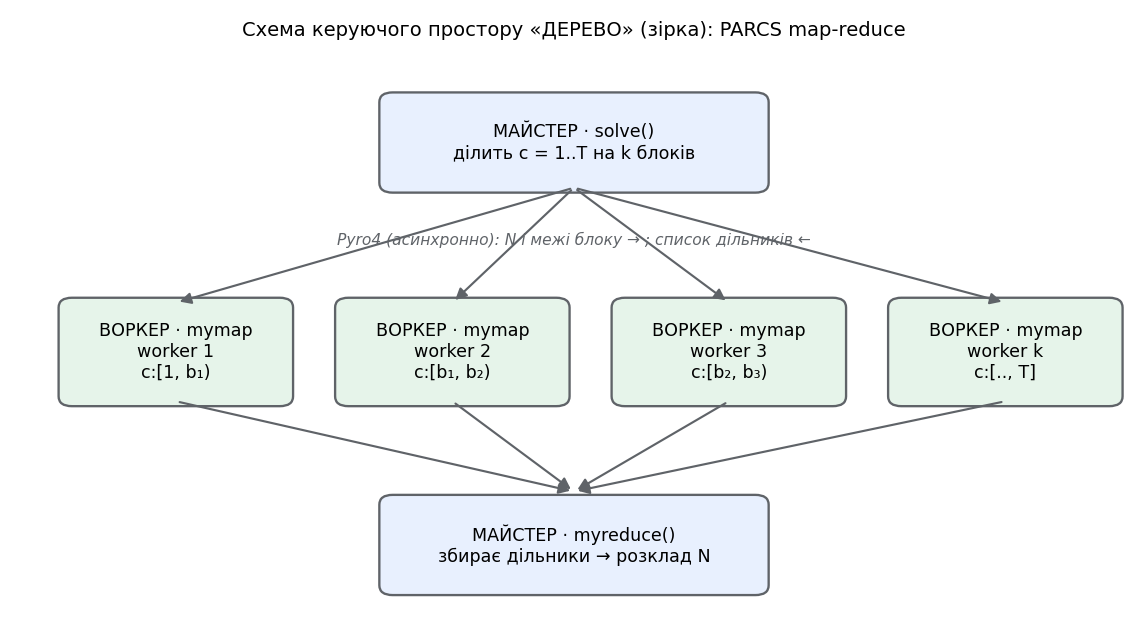 Схема керуючого простору «ДЕРЕВО» (зірка): PARCS map-reduce
МАЙСТЕР · solve()
ділить c = 1..T на k блоків
Pyro4 (асинхронно): N і межі блоку → ; список дільників ←
ВОРКЕР · mymap
worker 1
c:[1, b₁)
ВОРКЕР · mymap
worker 2
c:[b₁, b₂)
ВОРКЕР · mymap
worker 3
c:[b₂, b₃)
ВОРКЕР · mymap
worker k
c:[.., T]
МАЙСТЕР · myreduce()
збирає дільники → розклад N